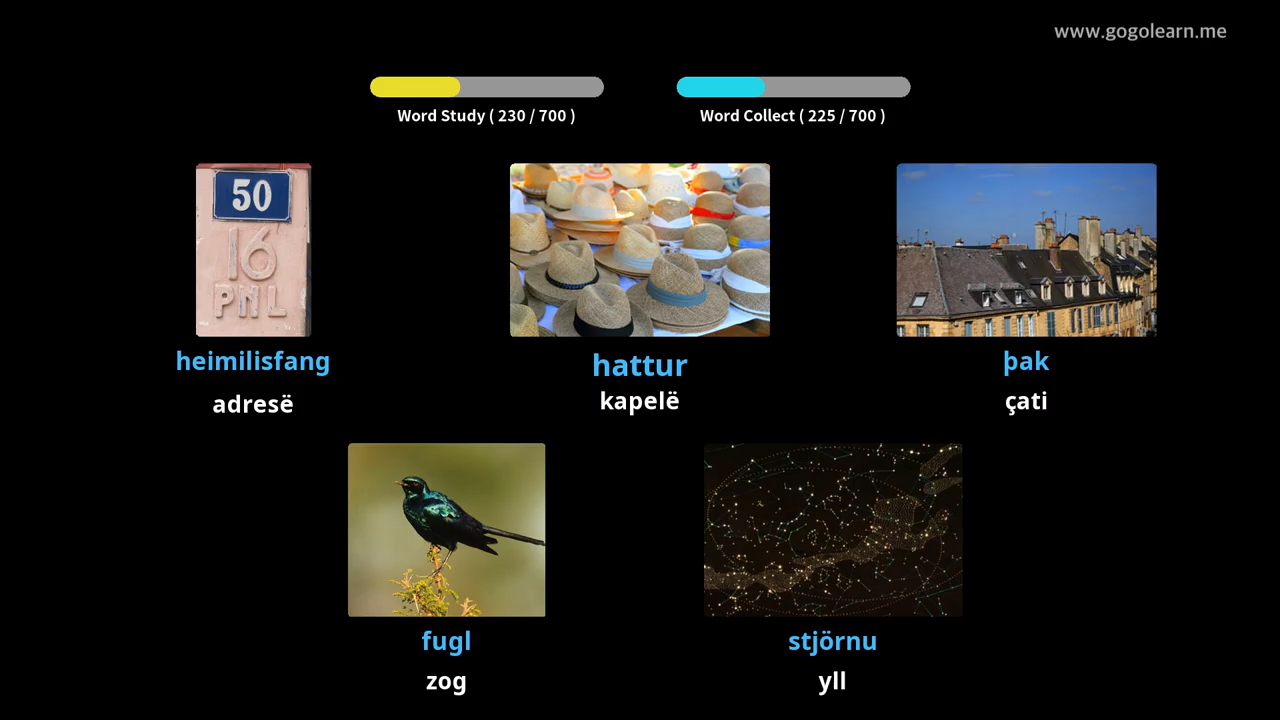 www.gogolearn.me
Word Study ( 230 / 700 )
Word Collect ( 225 / 700 )
50
16
PNL
heimilisfang
hattur
þak
adresë
kapelë
çati
fugl
stjörnu
zog
yll